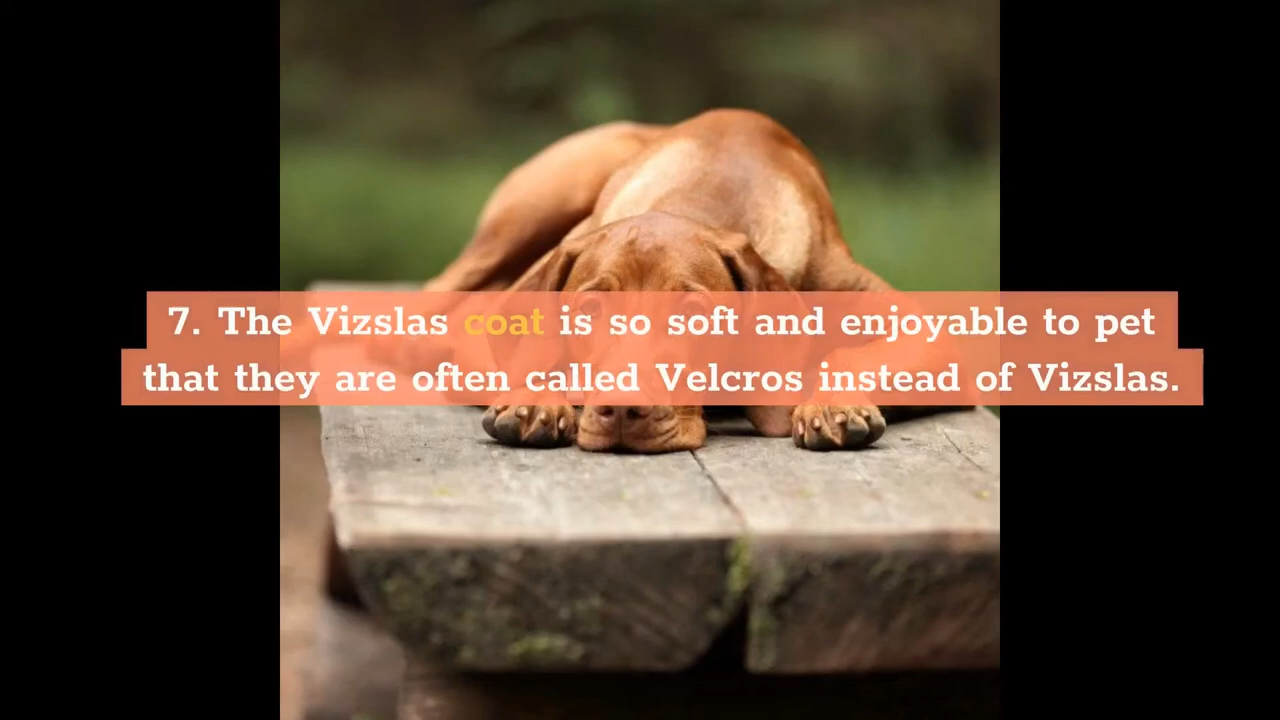 7. The Vizslas coat is so soft and enjoyable to pet
that they are often called Velcros instead of Vizslas.